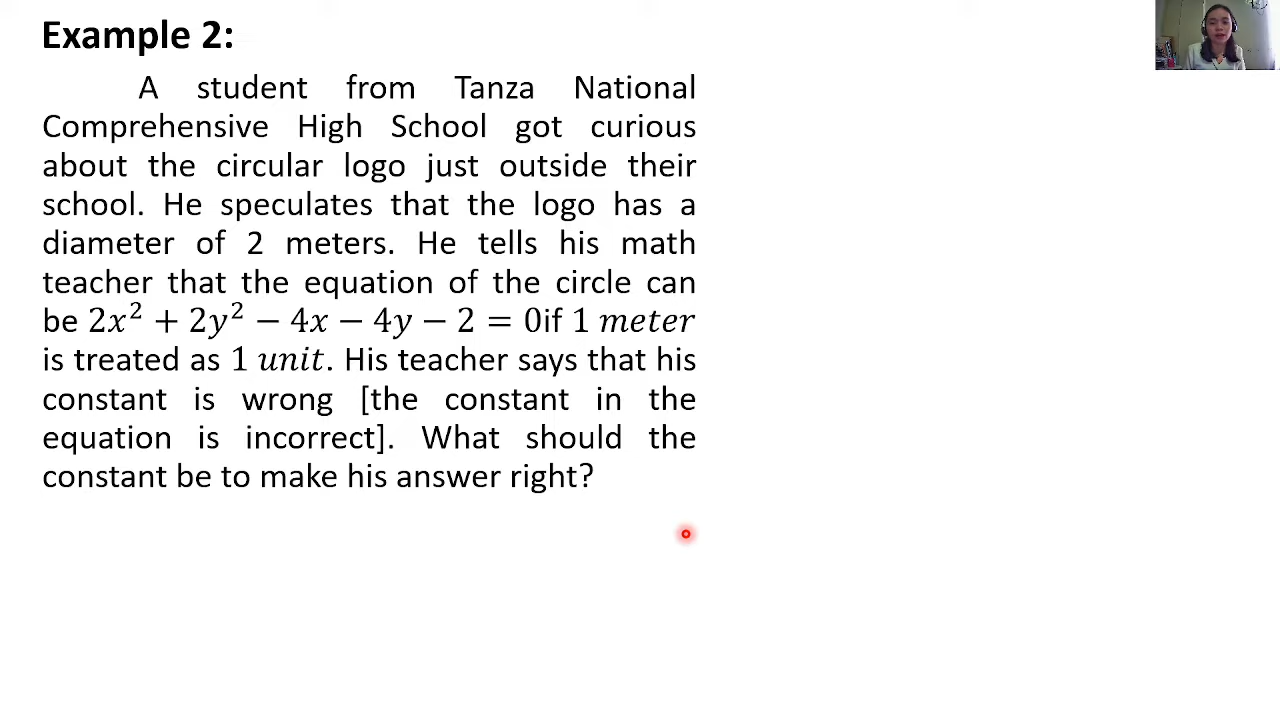 Example 2:
A student from Tanza National
Comprehensive High School got curious
about the circular logo just outside their
school. He speculates that the logo has a
diameter of 2 meters. He tells his math
teacher that the equation of the circle can
be 2x² + 2y² − 4x − 4y − 2 = 0if 1 meter
is treated as 1 unit. His teacher says that his
constant is wrong [the constant in the
equation is incorrect]. What should the
constant be to make his answer right?